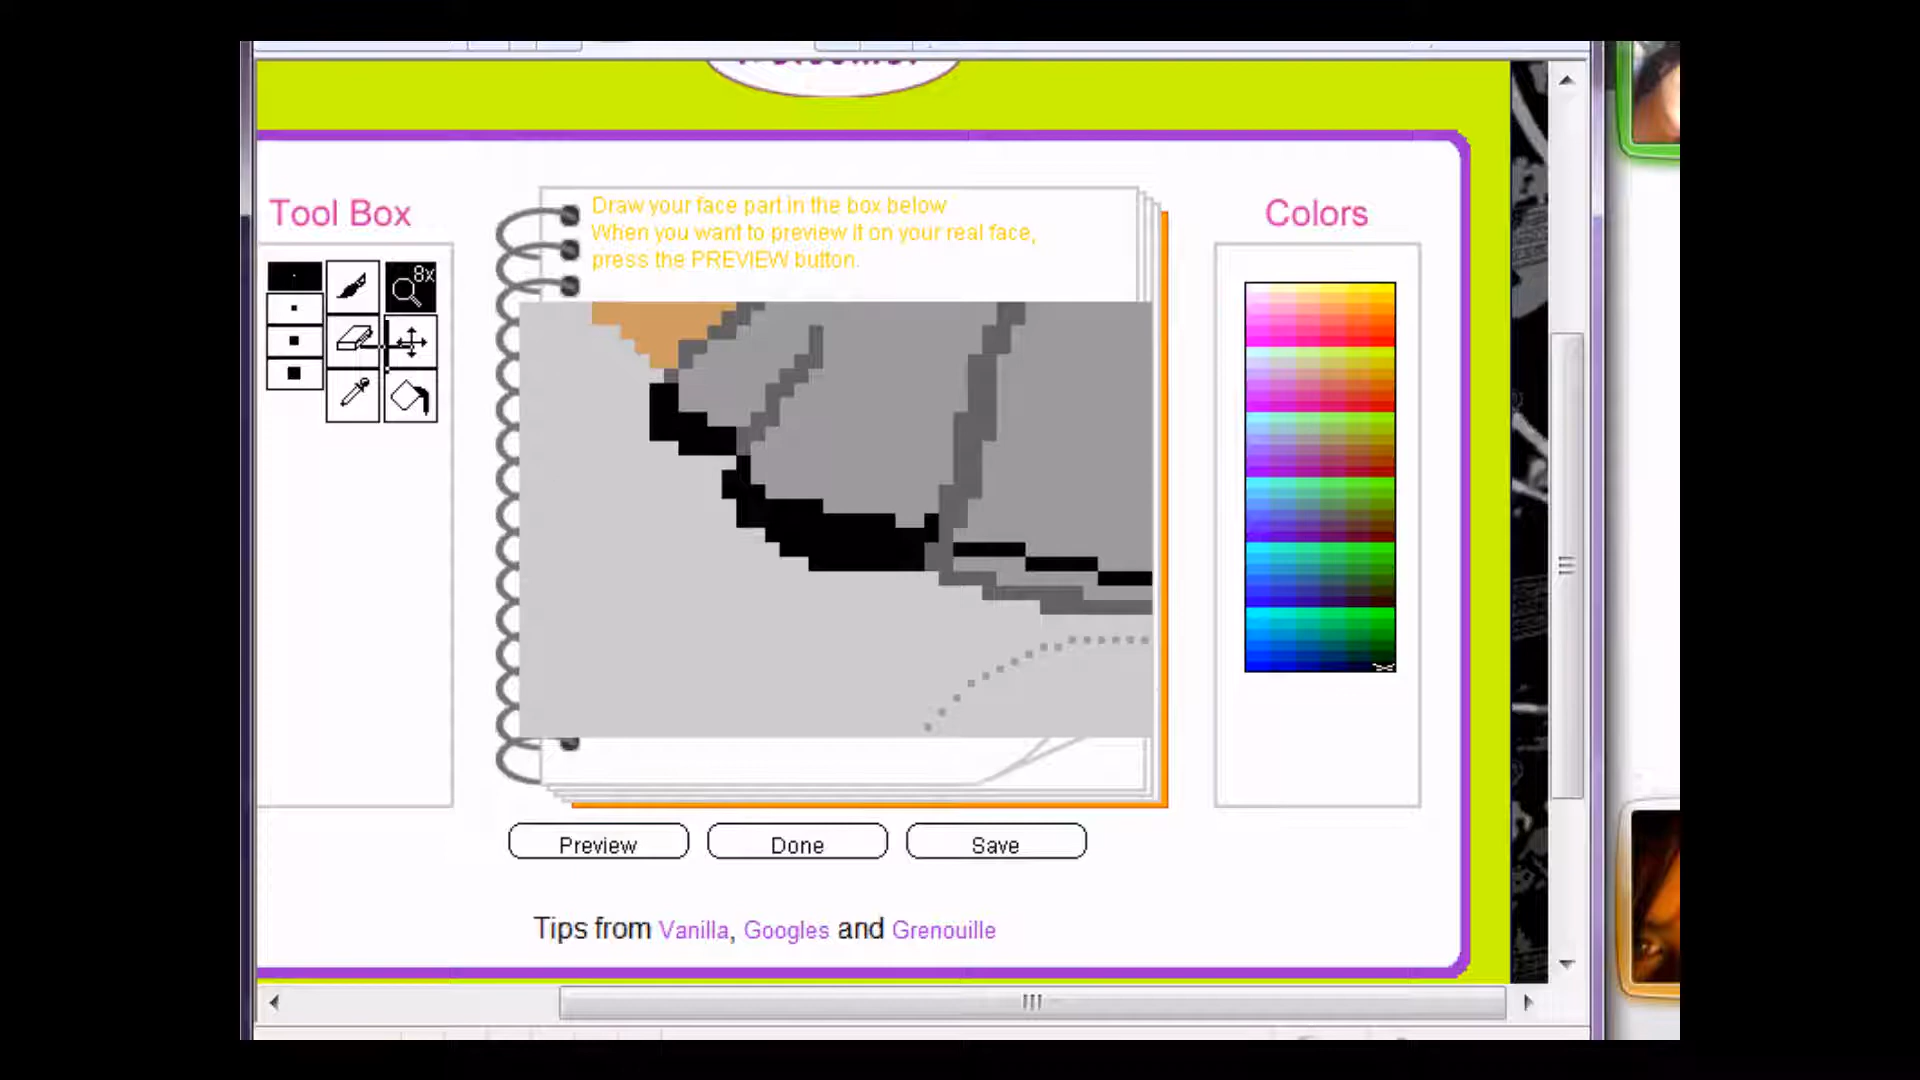 Tool Box
Draw your face part in the box below
When you want to preview it on your real face,
press the PREVIEW button.
Colors
8x
Preview
Done
Save
Tips from Vanilla, Googles and Grenouille